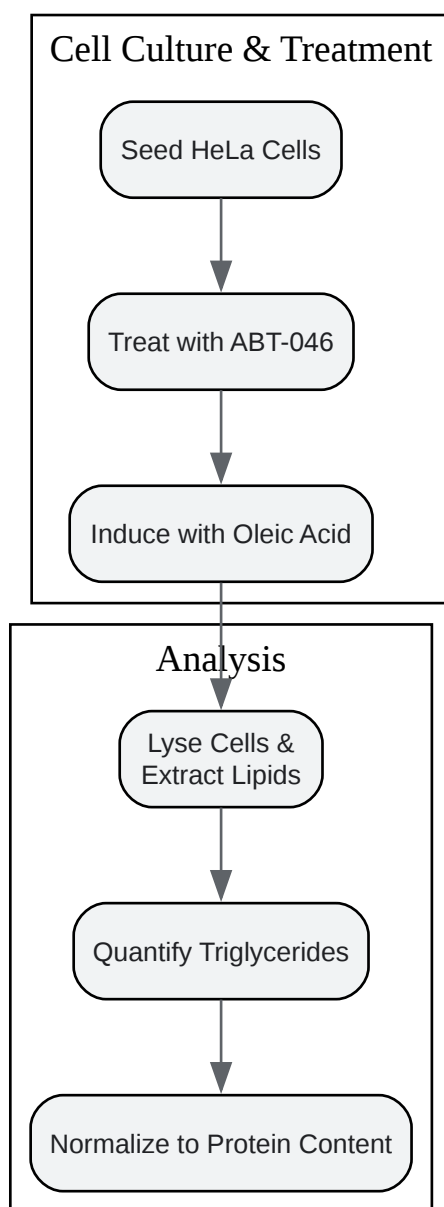 Cell Culture & Treatment
Seed HeLa Cells
Treat with ABT-046
Induce with Oleic Acid
Analysis
Lyse Cells &
Extract Lipids
Quantify Triglycerides
Normalize to Protein Content